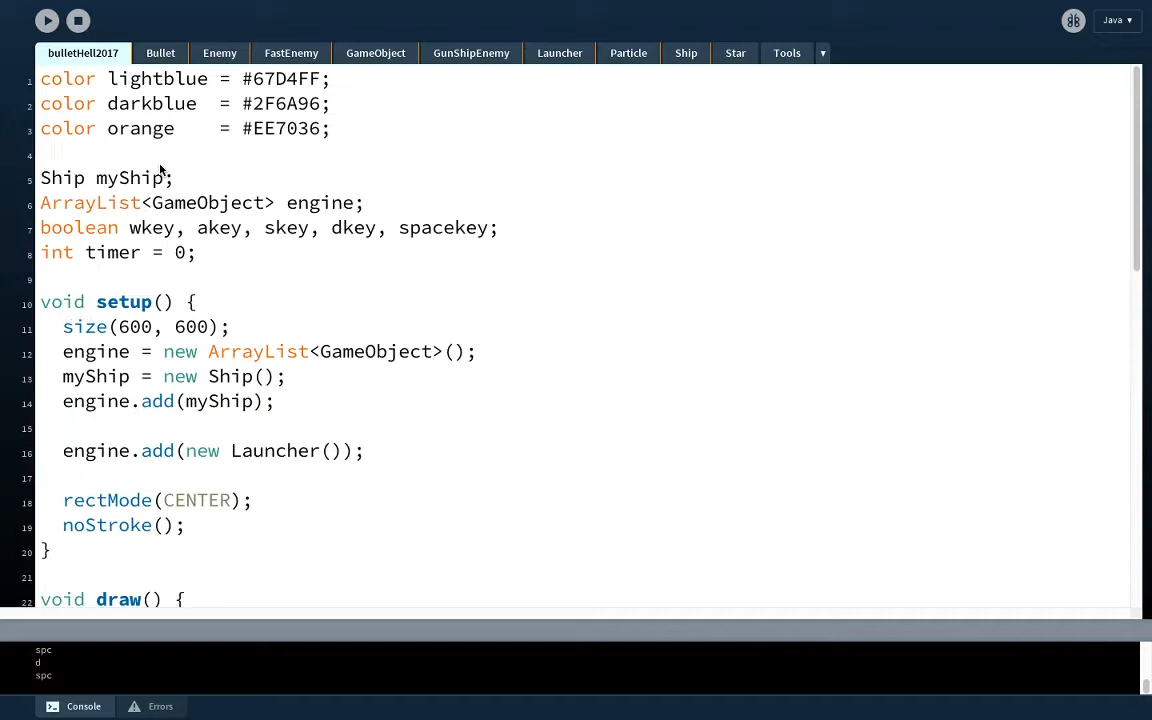 Java ▾
bulletHell2017 Bullet Enemy FastEnemy GameObject GunShipEnemy Launcher Particle Ship Star Tools ▾
1 color lightblue = #67D4FF;
2 color darkblue  = #2F6A96;
3 color orange    = #EE7036;
4
5 Ship myShip;
6 ArrayList<GameObject> engine;
7 boolean wkey, akey, skey, dkey, spacekey;
8 int timer = 0;
9
10 void setup() {
11   size(600, 600);
12   engine = new ArrayList<GameObject>();
13   myShip = new Ship();
14   engine.add(myShip);
15
16   engine.add(new Launcher());
17
18   rectMode(CENTER);
19   noStroke();
20 }
21
22 void draw() {
spc
d
spc
Console Errors